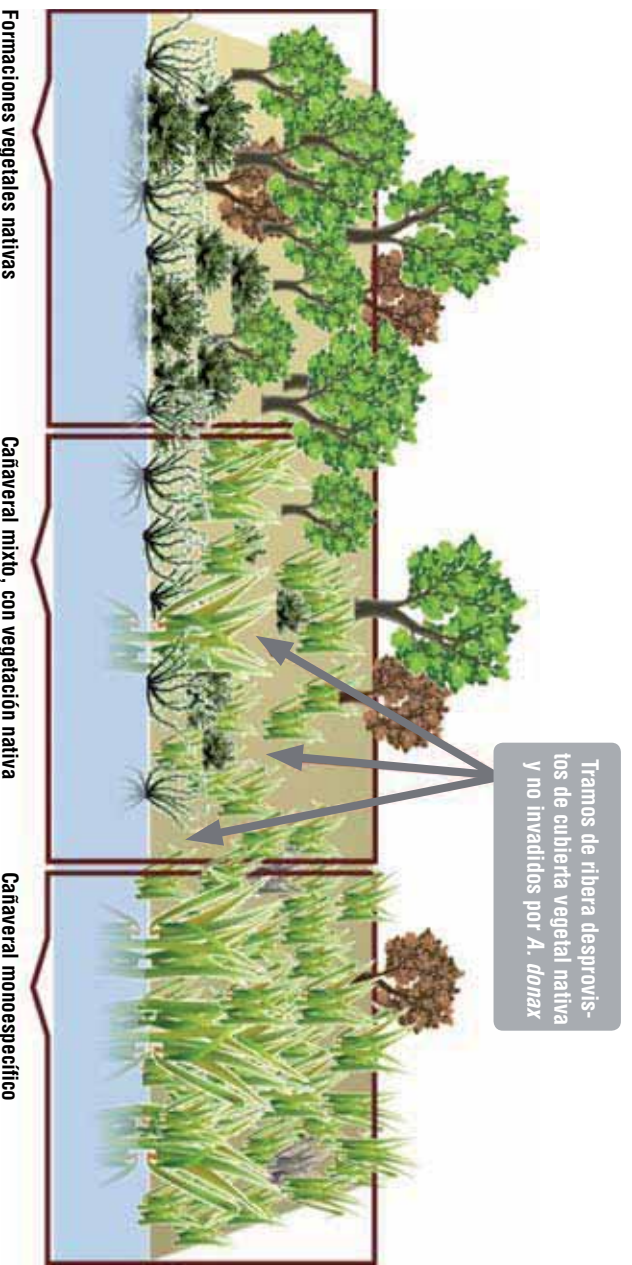 Tramos de ribera desprovis-
tos de cubierta vegetal nativa
y no invadidos por A. donax
Formaciones vegetales nativas
Cañaveral mixto, con vegetación nativa
Cañaveral monoespecífico